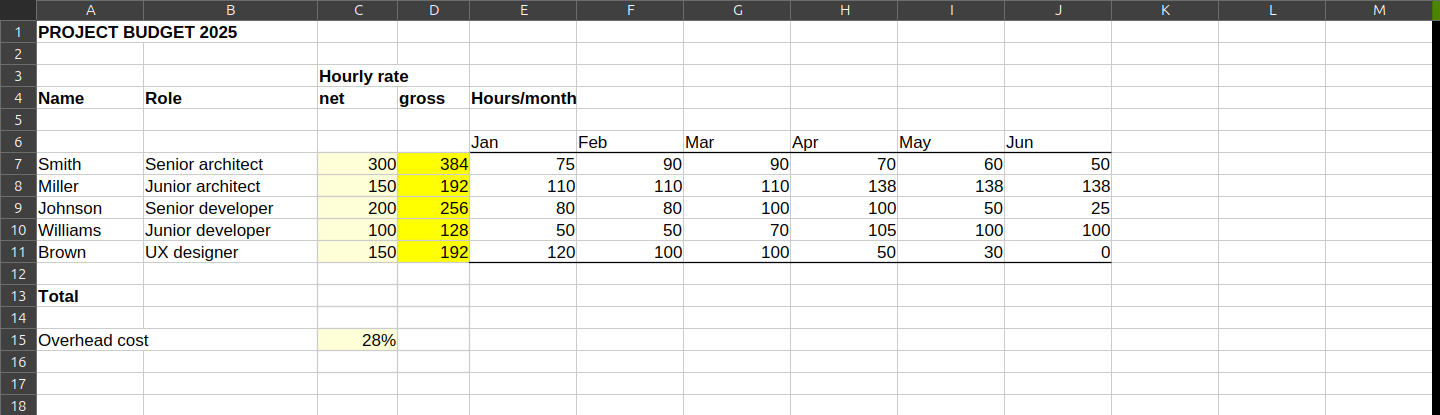 A B C D E F G H I J K L M
1 PROJECT BUDGET 2025
2
3 Hourly rate
4 Name Role net gross Hours/month
5
6 Jan Feb Mar Apr May Jun
7 Smith Senior architect 300 384 75 90 90 70 60 50
8 Miller Junior architect 150 192 110 110 110 138 138 138
9 Johnson Senior developer 200 256 80 80 100 100 50 25
10 Williams Junior developer 100 128 50 50 70 105 100 100
11 Brown UX designer 150 192 120 100 100 50 30 0
12
13 Total
14
15 Overhead cost 28%
16
17
18